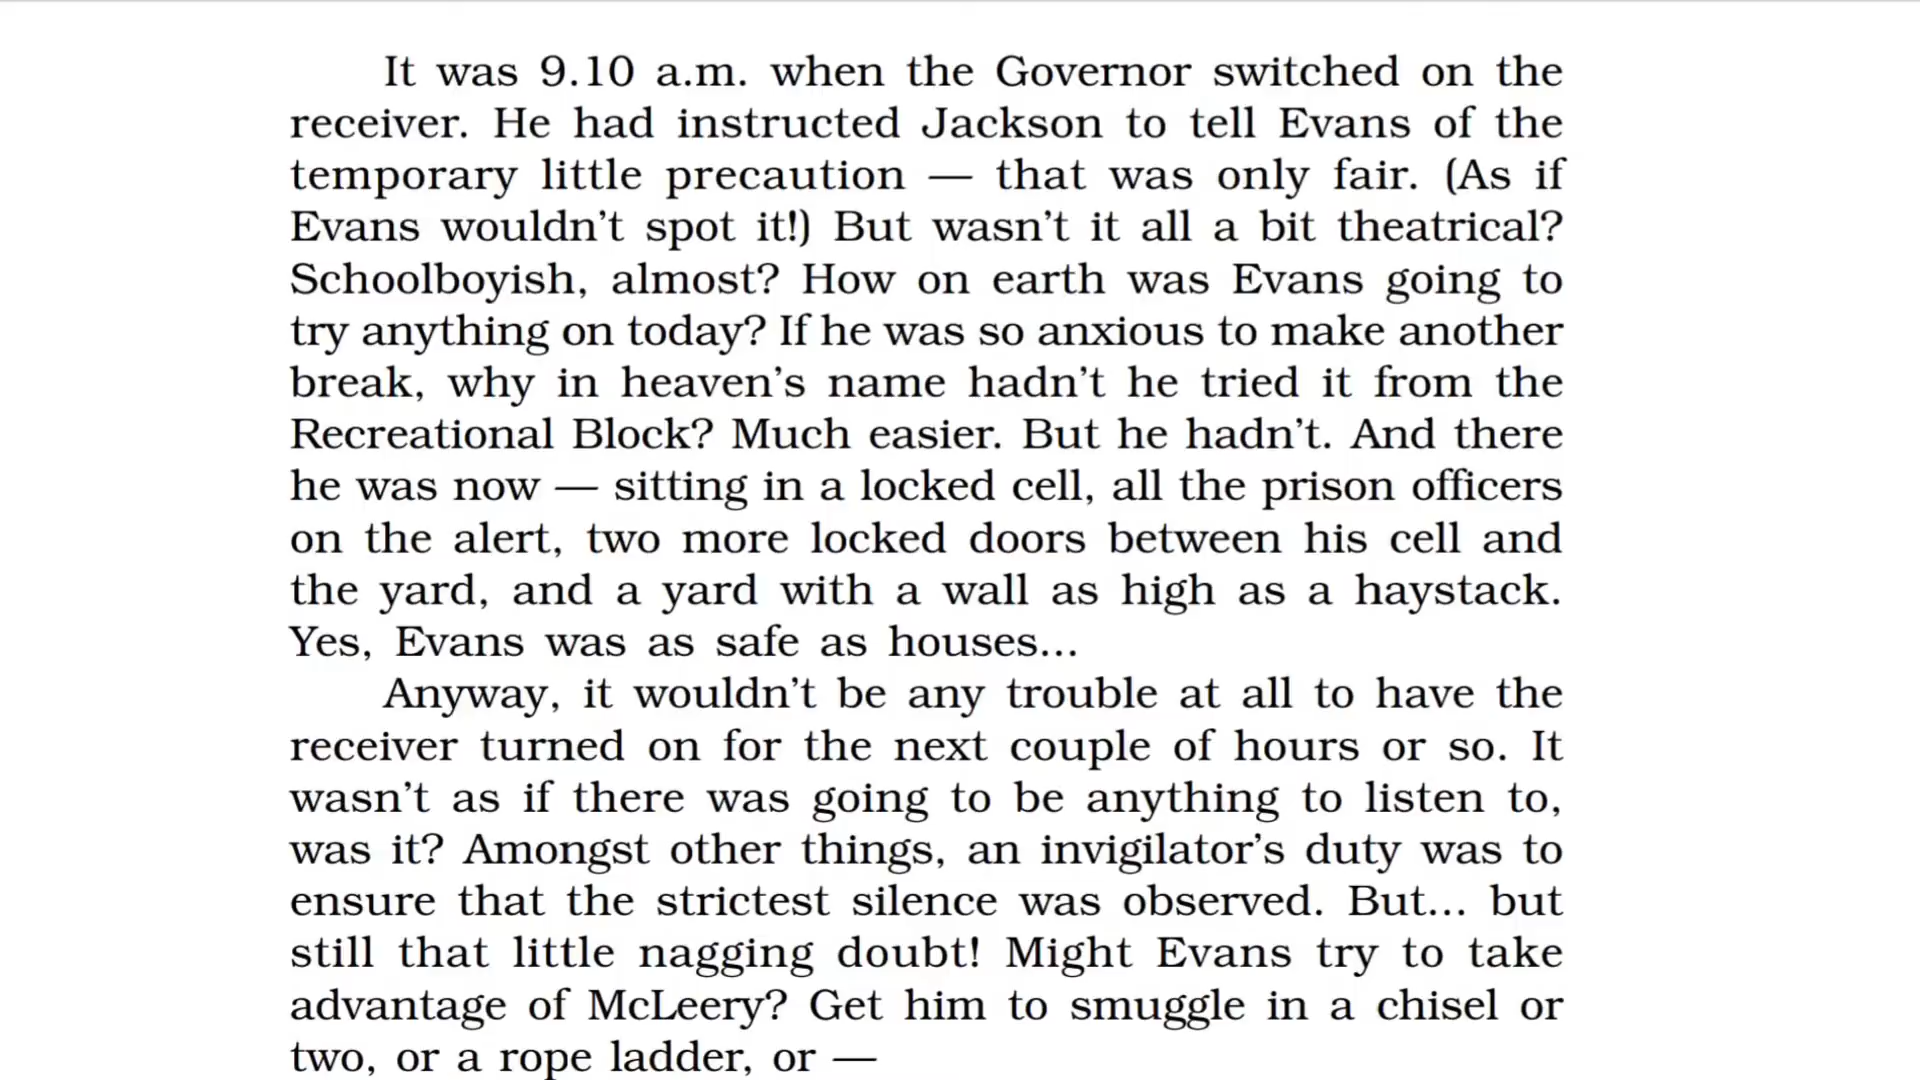 It was 9.10 a.m. when the Governor switched on the
receiver. He had instructed Jackson to tell Evans of the
temporary little precaution — that was only fair. (As if
Evans wouldn’t spot it!) But wasn’t it all a bit theatrical?
Schoolboyish, almost? How on earth was Evans going to
try anything on today? If he was so anxious to make another
break, why in heaven’s name hadn’t he tried it from the
Recreational Block? Much easier. But he hadn’t. And there
he was now — sitting in a locked cell, all the prison officers
on the alert, two more locked doors between his cell and
the yard, and a yard with a wall as high as a haystack.
Yes, Evans was as safe as houses...
Anyway, it wouldn’t be any trouble at all to have the
receiver turned on for the next couple of hours or so. It
wasn’t as if there was going to be anything to listen to,
was it? Amongst other things, an invigilator’s duty was to
ensure that the strictest silence was observed. But... but
still that little nagging doubt! Might Evans try to take
advantage of McLeery? Get him to smuggle in a chisel or
two, or a rope ladder, or —